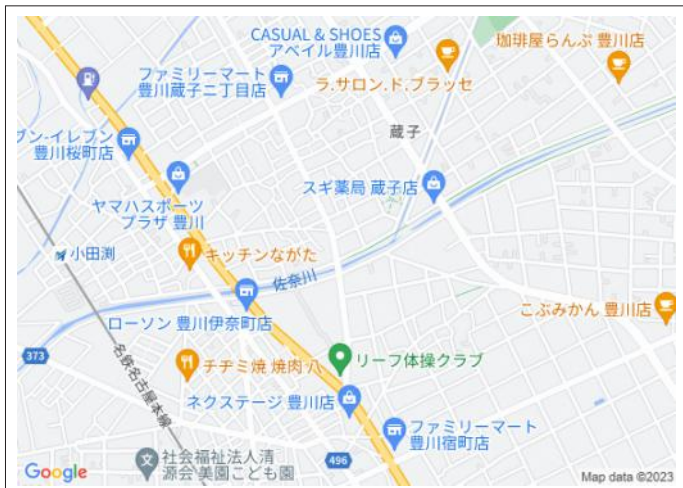 CASUAL & SHOES
アベイル豊川店
珈琲屋らんぷ 豊川店
ファミリーマート
豊川蔵子二丁目店
ラ.サロン.ド.プラッセ
ブン-イレブン
豊川桜町店
蔵子
スギ薬局 蔵子店
ヤマハスポーツ
プラザ 豊川
小田渕
キッチンながた
佐奈川
こぶみかん 豊川店
ローソン 豊川伊奈町店
373
名鉄名古屋本線
チヂミ焼 焼肉 八
リーフ体操クラブ
ネクステージ 豊川店
ファミリーマート
豊川宿町店
社会福祉法人清
源会 美園こども園
496
Google
Map data ©2023